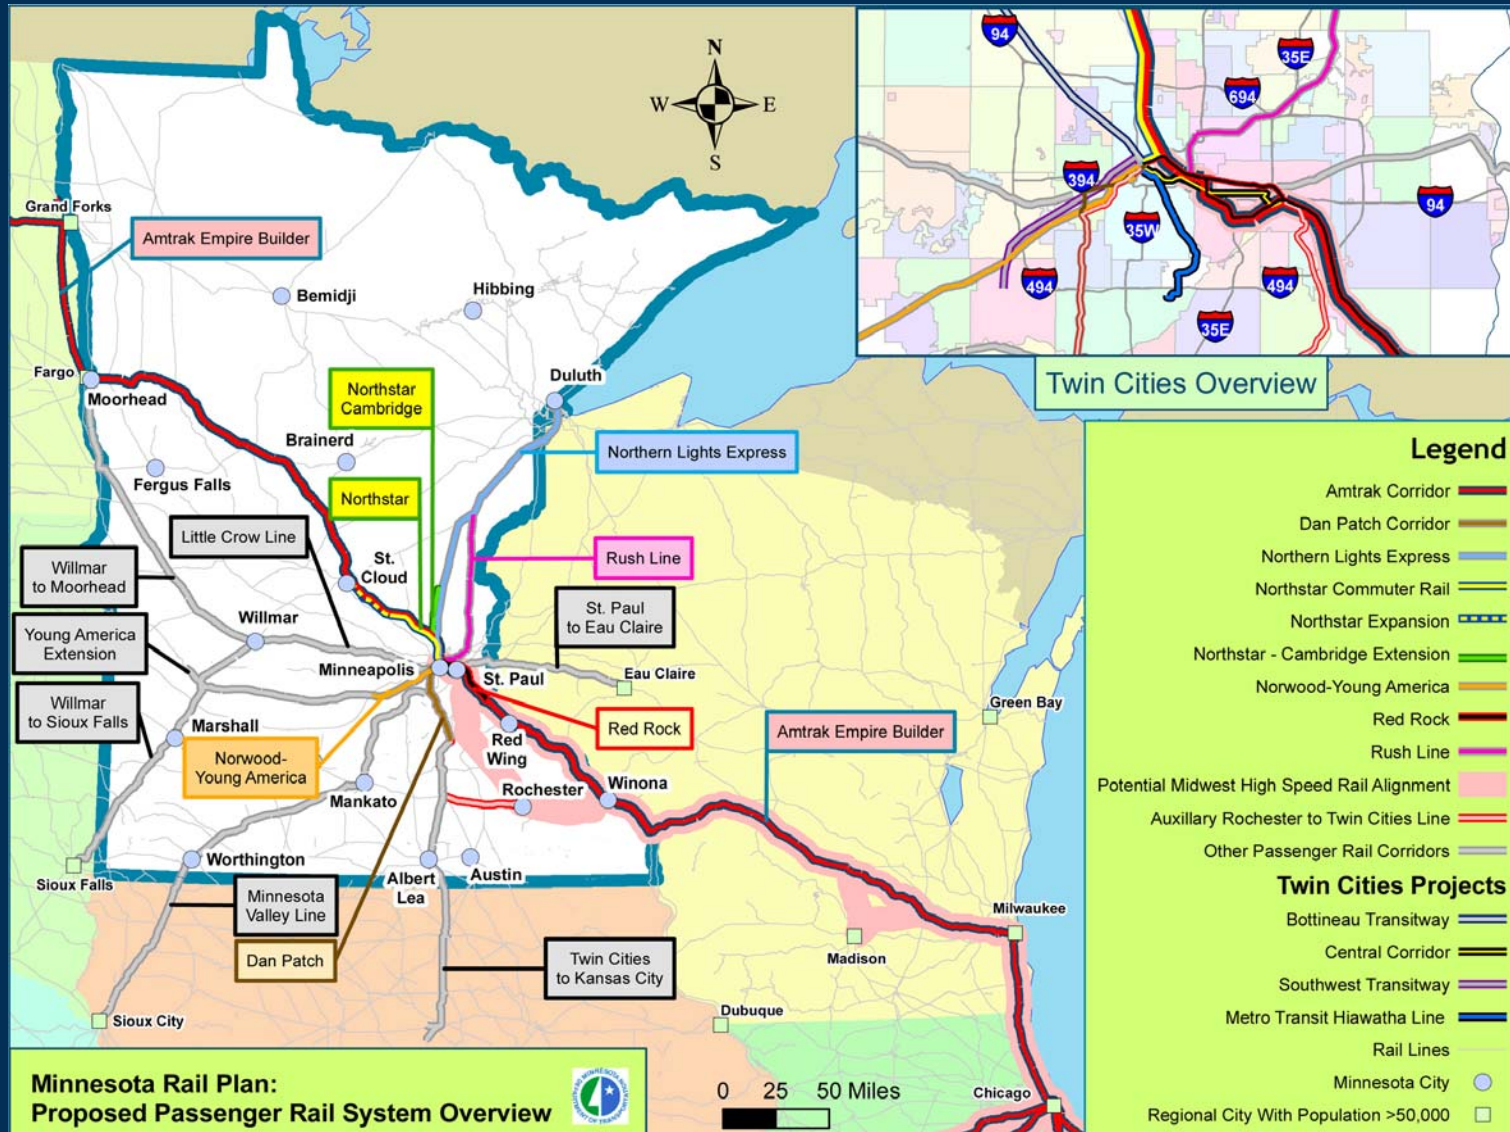 N
W
E
S
Grand Forks
Amtrak Empire Builder
Bemidji
Hibbing
Fargo
Moorhead
Duluth
Northstar
Cambridge
Brainerd
Northern Lights Express
Fergus Falls
Northstar
Little Crow Line
St.
Cloud
Rush Line
Willmar
to Moorhead
Willmar
St. Paul
to Eau Claire
Young America
Extension
Minneapolis
St. Paul
Eau Claire
Willmar
to Sioux Falls
Marshall
Green Bay
Red Rock
Amtrak Empire Builder
Red
Wing
Norwood-
Young America
Mankato
Rochester
Winona
Worthington
Sioux Falls
Albert
Lea
Austin
Minnesota
Valley Line
Milwaukee
Dan Patch
Twin Cities
to Kansas City
Madison
Sioux City
Dubuque
Chicago
94
35E
694
394
94
35W
494
494
35E
Twin Cities Overview
Legend
Amtrak Corridor
Dan Patch Corridor
Northern Lights Express
Northstar Commuter Rail
Northstar Expansion
Northstar - Cambridge Extension
Norwood-Young America
Red Rock
Rush Line
Potential Midwest High Speed Rail Alignment
Auxillary Rochester to Twin Cities Line
Other Passenger Rail Corridors
Twin Cities Projects
Bottineau Transitway
Central Corridor
Southwest Transitway
Metro Transit Hiawatha Line
Rail Lines
Minnesota City
Regional City With Population >50,000
Minnesota Rail Plan:
Proposed Passenger Rail System Overview
0 25 50 Miles